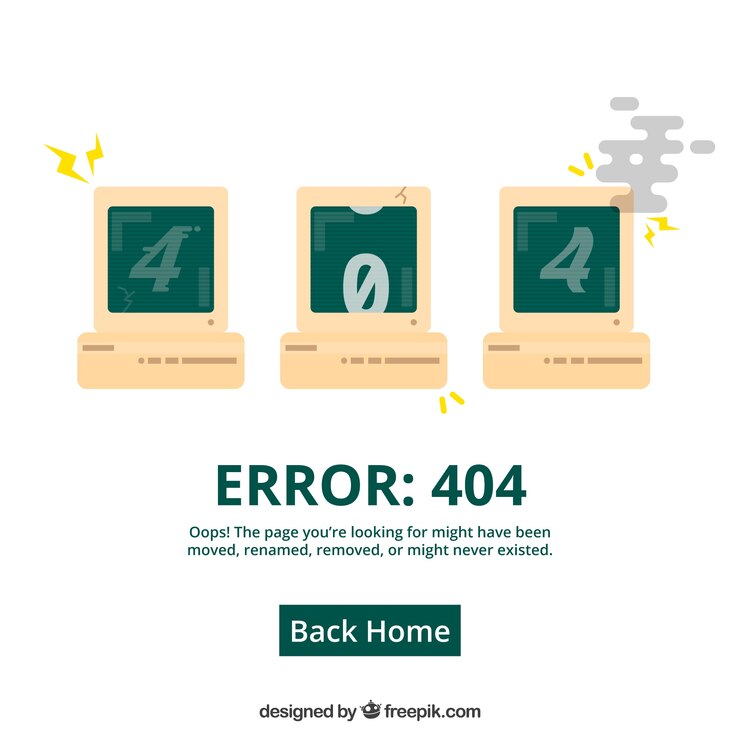 4 0 4
ERROR: 404
Oops! The page you’re looking for might have been
moved, renamed, removed, or might never existed.
Back Home
designed by freepik.com